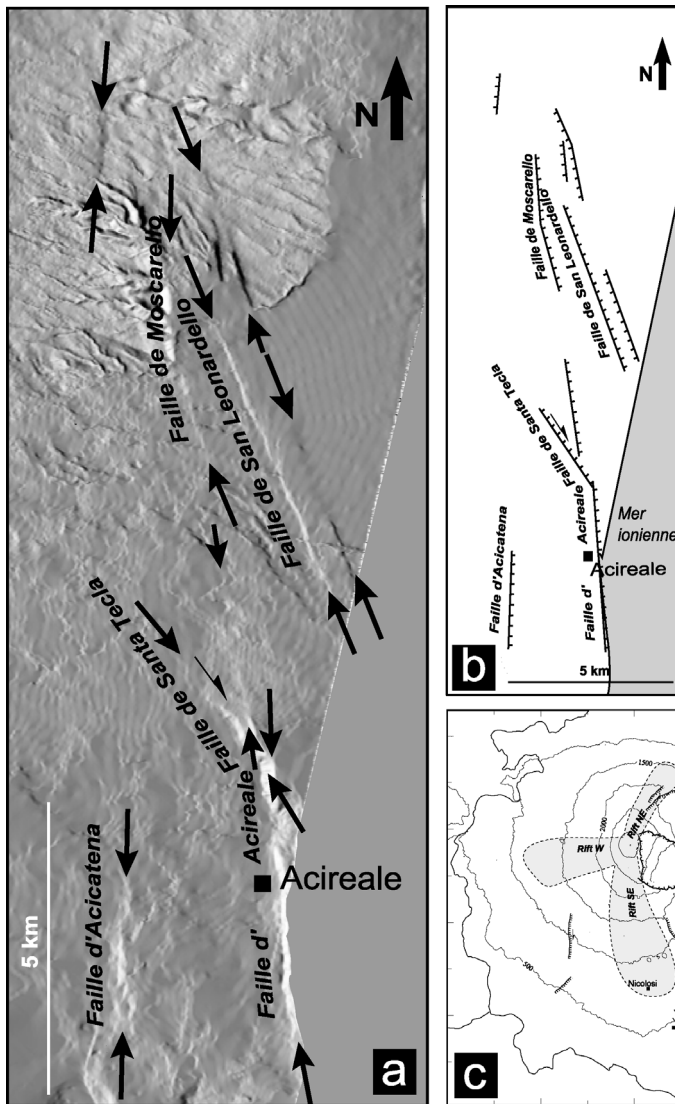 N
Faille de Moscarello
Faille de San Leonardello
Faille de Santa Tecla
Faille d'Acicatena
Faille d' Acireale
Acireale
5 km
a
N
Faille de Moscarello
Faille de San Leonardello
Faille de Santa Tecla
Faille d'Acicatena
Faille d' Acireale
Mer
ionienne
Acireale
5 km
b
1500
2000
Rift NE
Rift W
Rift SE
500
Nicolosi
c